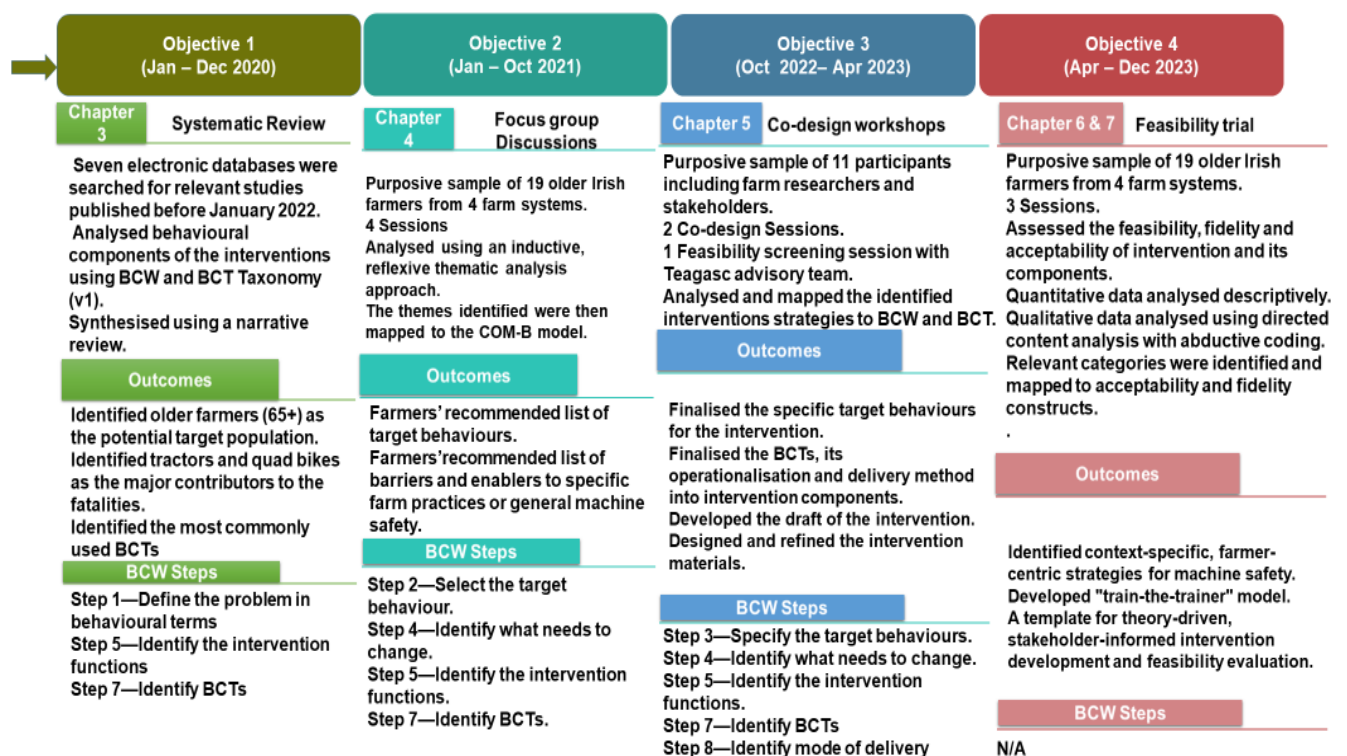 Objective 1
(Jan – Dec 2020)
Chapter
3
Systematic Review
Seven electronic databases were
searched for relevant studies
published before January 2022.
Analysed behavioural
components of the interventions
using BCW and BCT Taxonomy
(v1).
Synthesised using a narrative
review.
Outcomes
Identified older farmers (65+) as
the potential target population.
Identified tractors and quad bikes
as the major contributors to the
fatalities.
Identified the most commonly
used BCTs
BCW Steps
Step 1—Define the problem in
behavioural terms
Step 5—Identify the intervention
functions
Step 7—Identify BCTs
Objective 2
(Jan – Oct 2021)
Chapter
4
Focus group
Discussions
Purposive sample of 19 older Irish
farmers from 4 farm systems.
4 Sessions
Analysed using an inductive,
reflexive thematic analysis
approach.
The themes identified were then
mapped to the COM-B model.
Outcomes
Farmers' recommended list of
target behaviours.
Farmers'recommended list of
barriers and enablers to specific
farm practices or general machine
safety.
BCW Steps
Step 2—Select the target
behaviour.
Step 4—Identify what needs to
change.
Step 5—Identify the intervention
functions.
Step 7—Identify BCTs.
Objective 3
(Oct 2022– Apr 2023)
Chapter 5
Co-design workshops
Purposive sample of 11 participants
including farm researchers and
stakeholders.
2 Co-design Sessions.
1 Feasibility screening session with
Teagasc advisory team.
Analysed and mapped the identified
interventions strategies to BCW and BCT.
Outcomes
Finalised the specific target behaviours
for the intervention.
Finalised the BCTs, its
operationalisation and delivery method
into intervention components.
Developed the draft of the intervention.
Designed and refined the intervention
materials.
BCW Steps
Step 3—Specify the target behaviours.
Step 4—Identify what needs to change.
Step 5—Identify the intervention
functions.
Step 7—Identify BCTs
Step 8—Identify mode of delivery
Objective 4
(Apr – Dec 2023)
Chapter 6 & 7
Feasibility trial
Purposive sample of 19 older Irish
farmers from 4 farm systems.
3 Sessions.
Assessed the feasibility, fidelity and
acceptability of intervention and its
components.
Quantitative data analysed descriptively.
Qualitative data analysed using directed
content analysis with abductive coding.
Relevant categories were identified and
mapped to acceptability and fidelity
constructs.
.
Outcomes
Identified context-specific, farmer-
centric strategies for machine safety.
Developed "train-the-trainer" model.
A template for theory-driven,
stakeholder-informed intervention
development and feasibility evaluation.
BCW Steps
N/A